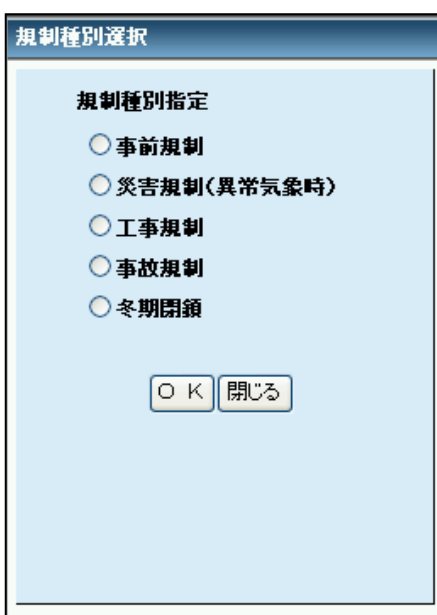 規制種別選択
規制種別指定
事前規制
災害規制(異常気象時)
工事規制
事故規制
冬期閉鎖
O K 閉じる